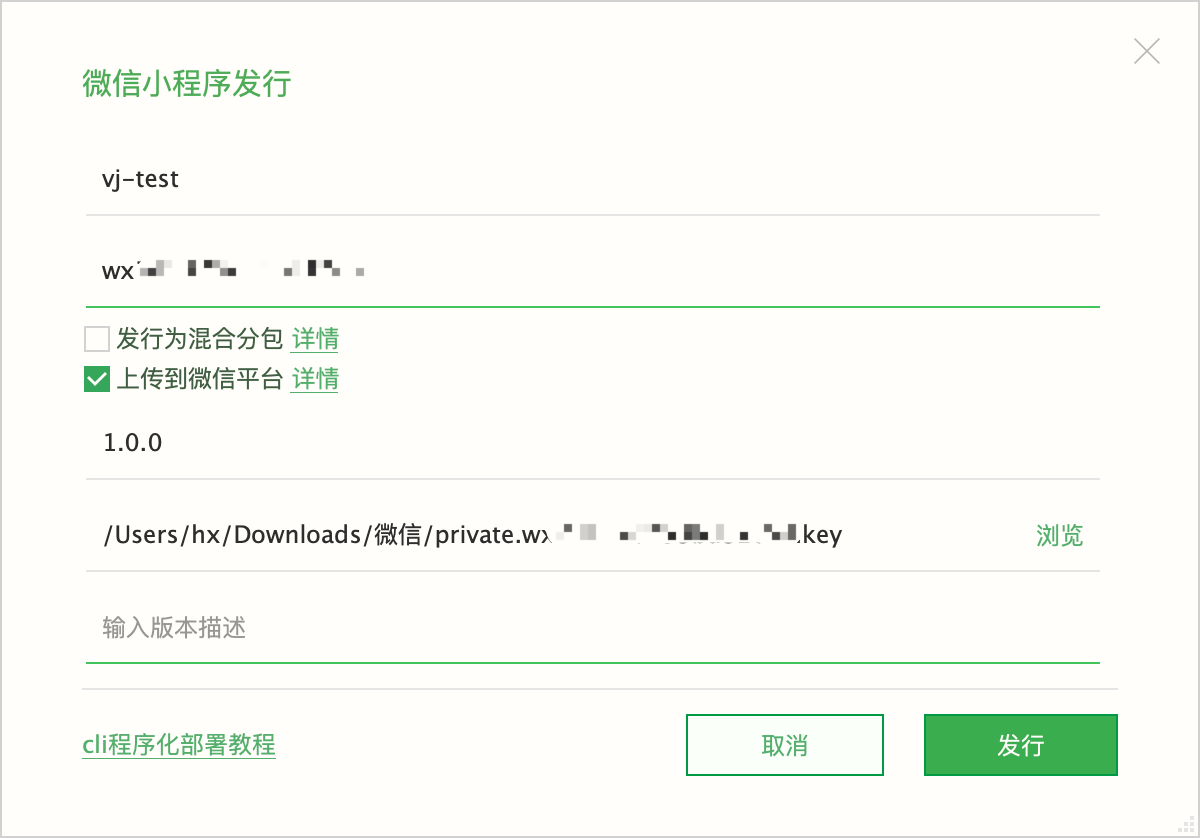 微信小程序发行
vj-test
wx
发行为混合分包 详情
上传到微信平台 详情
1.0.0
/Users/hx/Downloads/微信/private.wx .key 浏览
输入版本描述
cli程序化部署教程 取消 发行